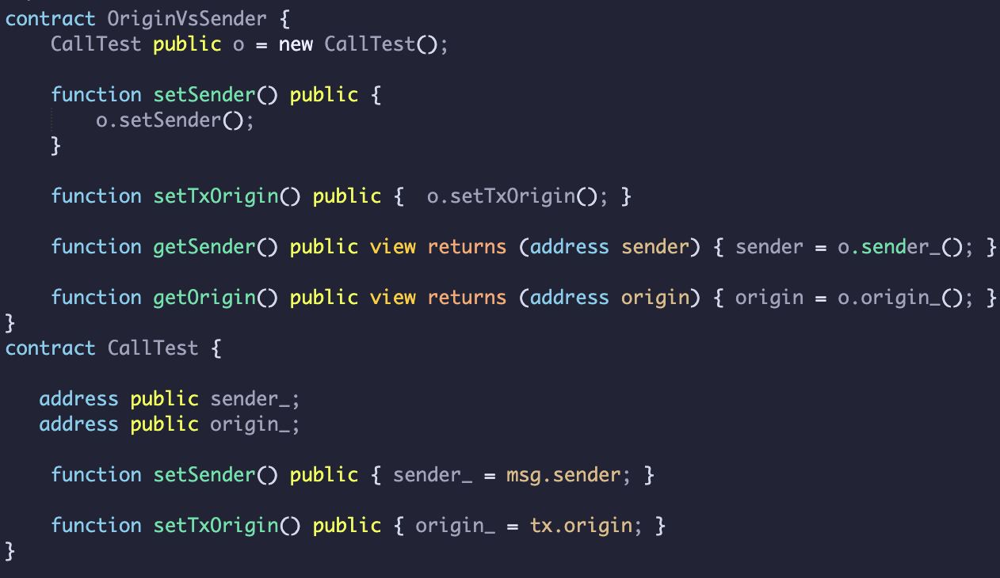 contract OriginVsSender {
    CallTest public o = new CallTest();
    function setSender() public {
        o.setSender();
    }
    function setTxOrigin() public {  o.setTxOrigin(); }
    function getSender() public view returns (address sender) { sender = o.sender_(); }
    function getOrigin() public view returns (address origin) { origin = o.origin_(); }
}
contract CallTest {
   address public sender_;
   address public origin_;
    function setSender() public { sender_ = msg.sender; }
    function setTxOrigin() public { origin_ = tx.origin; }
}